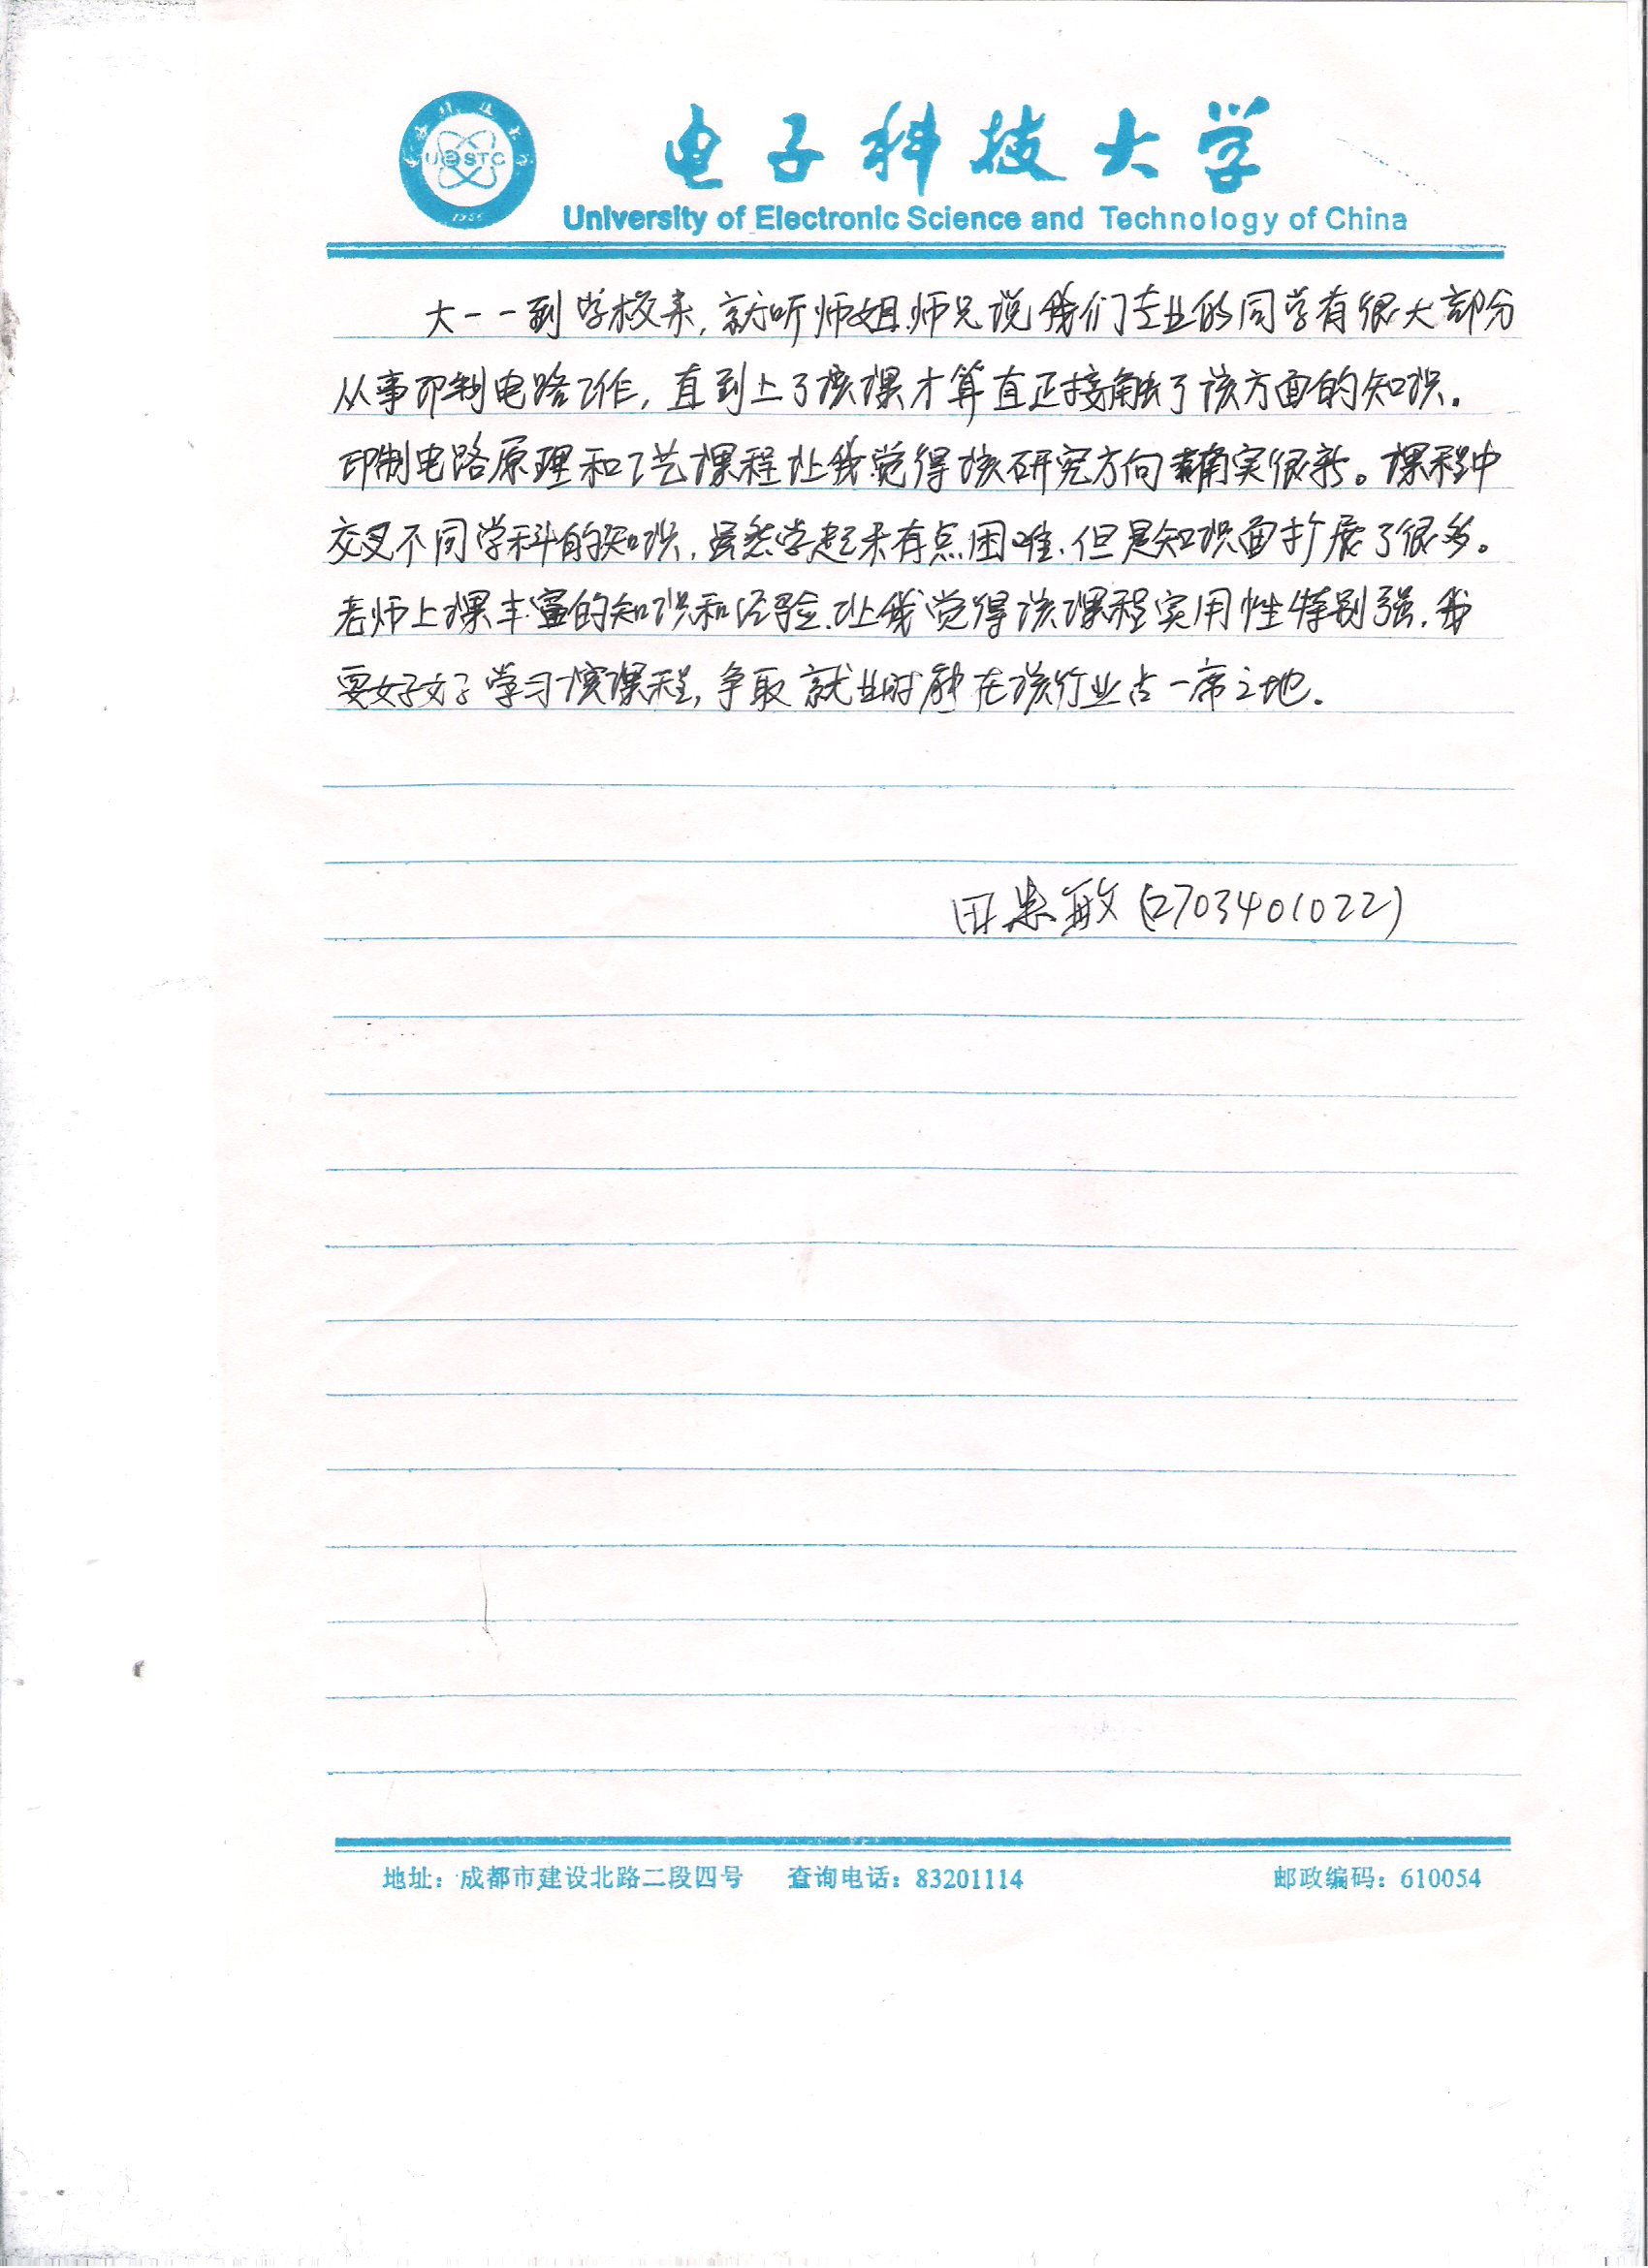 UESTC
1956
电子科技大学
University of Electronic Science and Technology of China
大一一到学校来,就听师姐、师兄说我们专业的同学有很大部分
从事印制电路工作,直到上了该课才算真正接触了该方面的知识.
印制电路原理和工艺课程让我觉得该研究方向确实很新。课程中
交叉不同学科的知识,虽然学起来有点困难,但是知识面扩展了很多。
老师上课丰富的知识和经验,让我觉得该课程实用性特别强,我
要好好学习该课程,争取就业时能在该行业占一席之地.
田 敏(2703401022)
地址:成都市建设北路二段四号 查询电话:83201114 邮政编码:610054